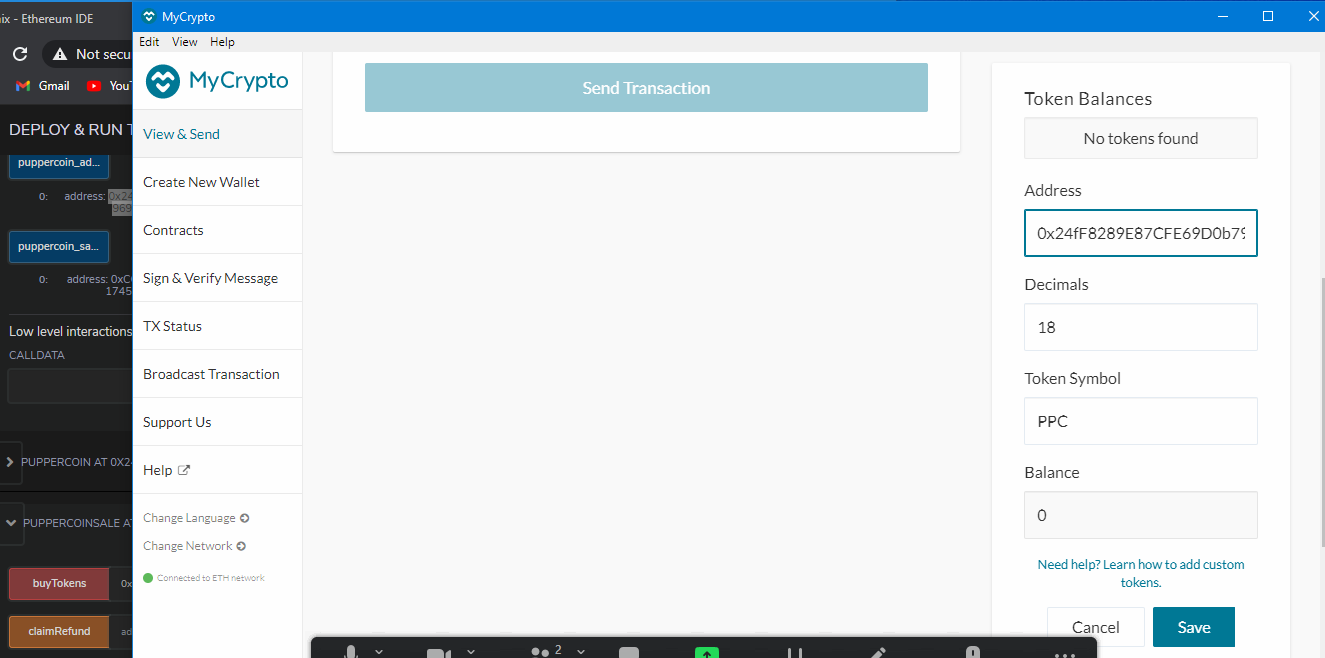 ix - Ethereum IDE
MyCrypto
Edit View Help
Not secu
Gmail
YouT
MyCrypto
DEPLOY & RUN T
puppercoin_ad...
0: address: 0x24
969
puppercoin_sa...
0: address: 0xC
1745
Low level interactions
CALLDATA
PUPPERCOIN AT 0X2
PUPPERCOINSALE AT
buyTokens 0x
claimRefund ad
View & Send
Create New Wallet
Contracts
Sign & Verify Message
TX Status
Broadcast Transaction
Support Us
Help
Change Language
Change Network
Connected to ETH network
Send Transaction
Token Balances
No tokens found
Address
0x24fF8289E87CFE69D0b79
Decimals
18
Token Symbol
PPC
Balance
0
Need help? Learn how to add custom
tokens.
Cancel Save
2